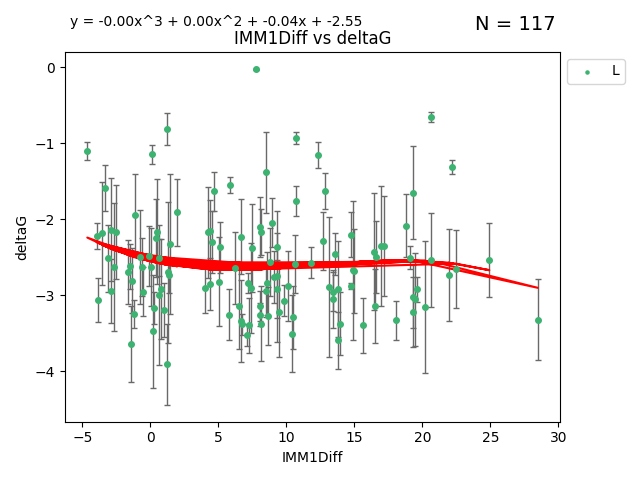 y = -0.00x^3 + 0.00x^2 + -0.04x + -2.55
N = 117
IMM1Diff vs deltaG
L
deltaG
0
−1
−2
−3
−4
−5 0 5 10 15 20 25 30
IMM1Diff